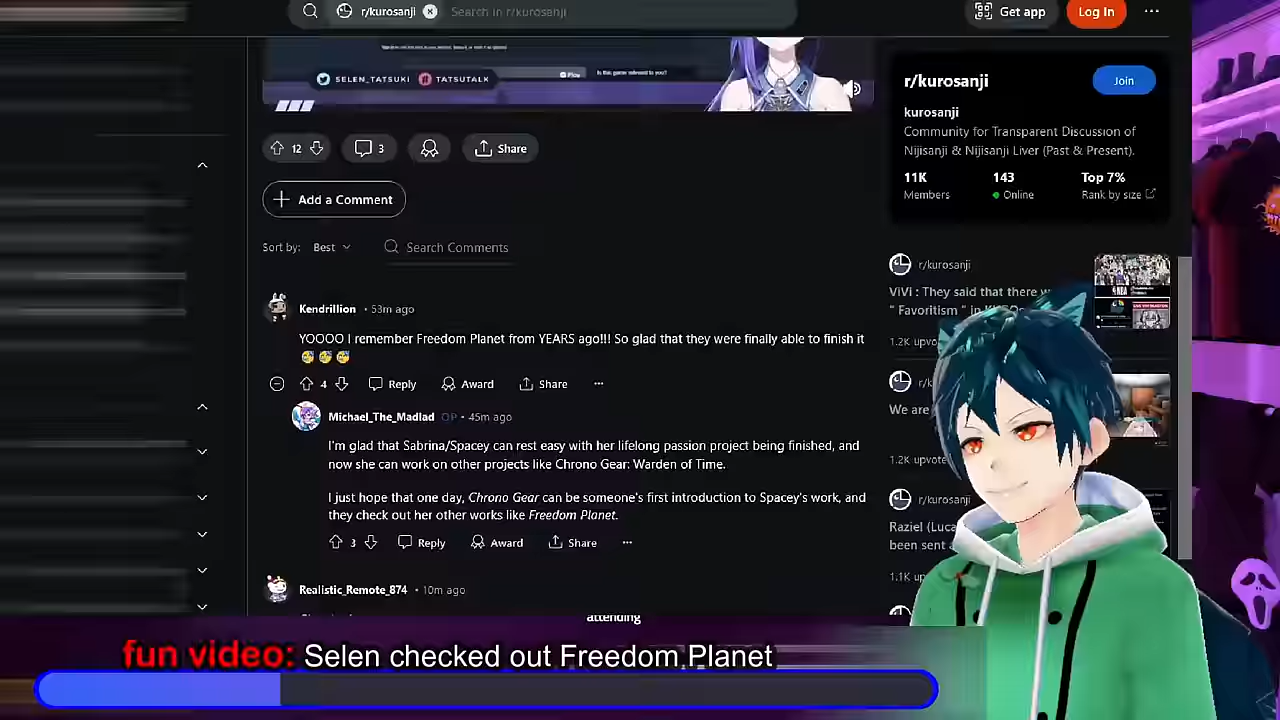 r/kurosanji
Search in r/kurosanji
Get app
Log In
SELEN_TATSUKI
TATSUTALK
Is this game relevant to you?
12
3
Share
Add a Comment
Sort by:
Best
Search Comments
Kendrillion • 53m ago
YOOOO I remember Freedom Planet from YEARS ago!!! So glad that they were finally able to finish it
4
Reply
Award
Share
Michael_The_Madlad OP • 45m ago
I'm glad that Sabrina/Spacey can rest easy with her lifelong passion project being finished, and
now she can work on other projects like Chrono Gear: Warden of Time.
I just hope that one day, Chrono Gear can be someone's first introduction to Spacey's work, and
they check out her other works like Freedom Planet.
3
Reply
Award
Share
Realistic_Remote_874 • 10m ago
r/kurosanji
Join
kurosanji
Community for Transparent Discussion of
Nijisanji & Nijisanji Liver (Past & Present).
11K
143
Top 7%
Members
Online
Rank by size
r/kurosanji
ViVi : They said that there
" Favoritism "
1.2K
We are
1.2K
r/kurosanji
Raziel
been sent
1.1K
attending
fun video: Selen checked out Freedom Planet